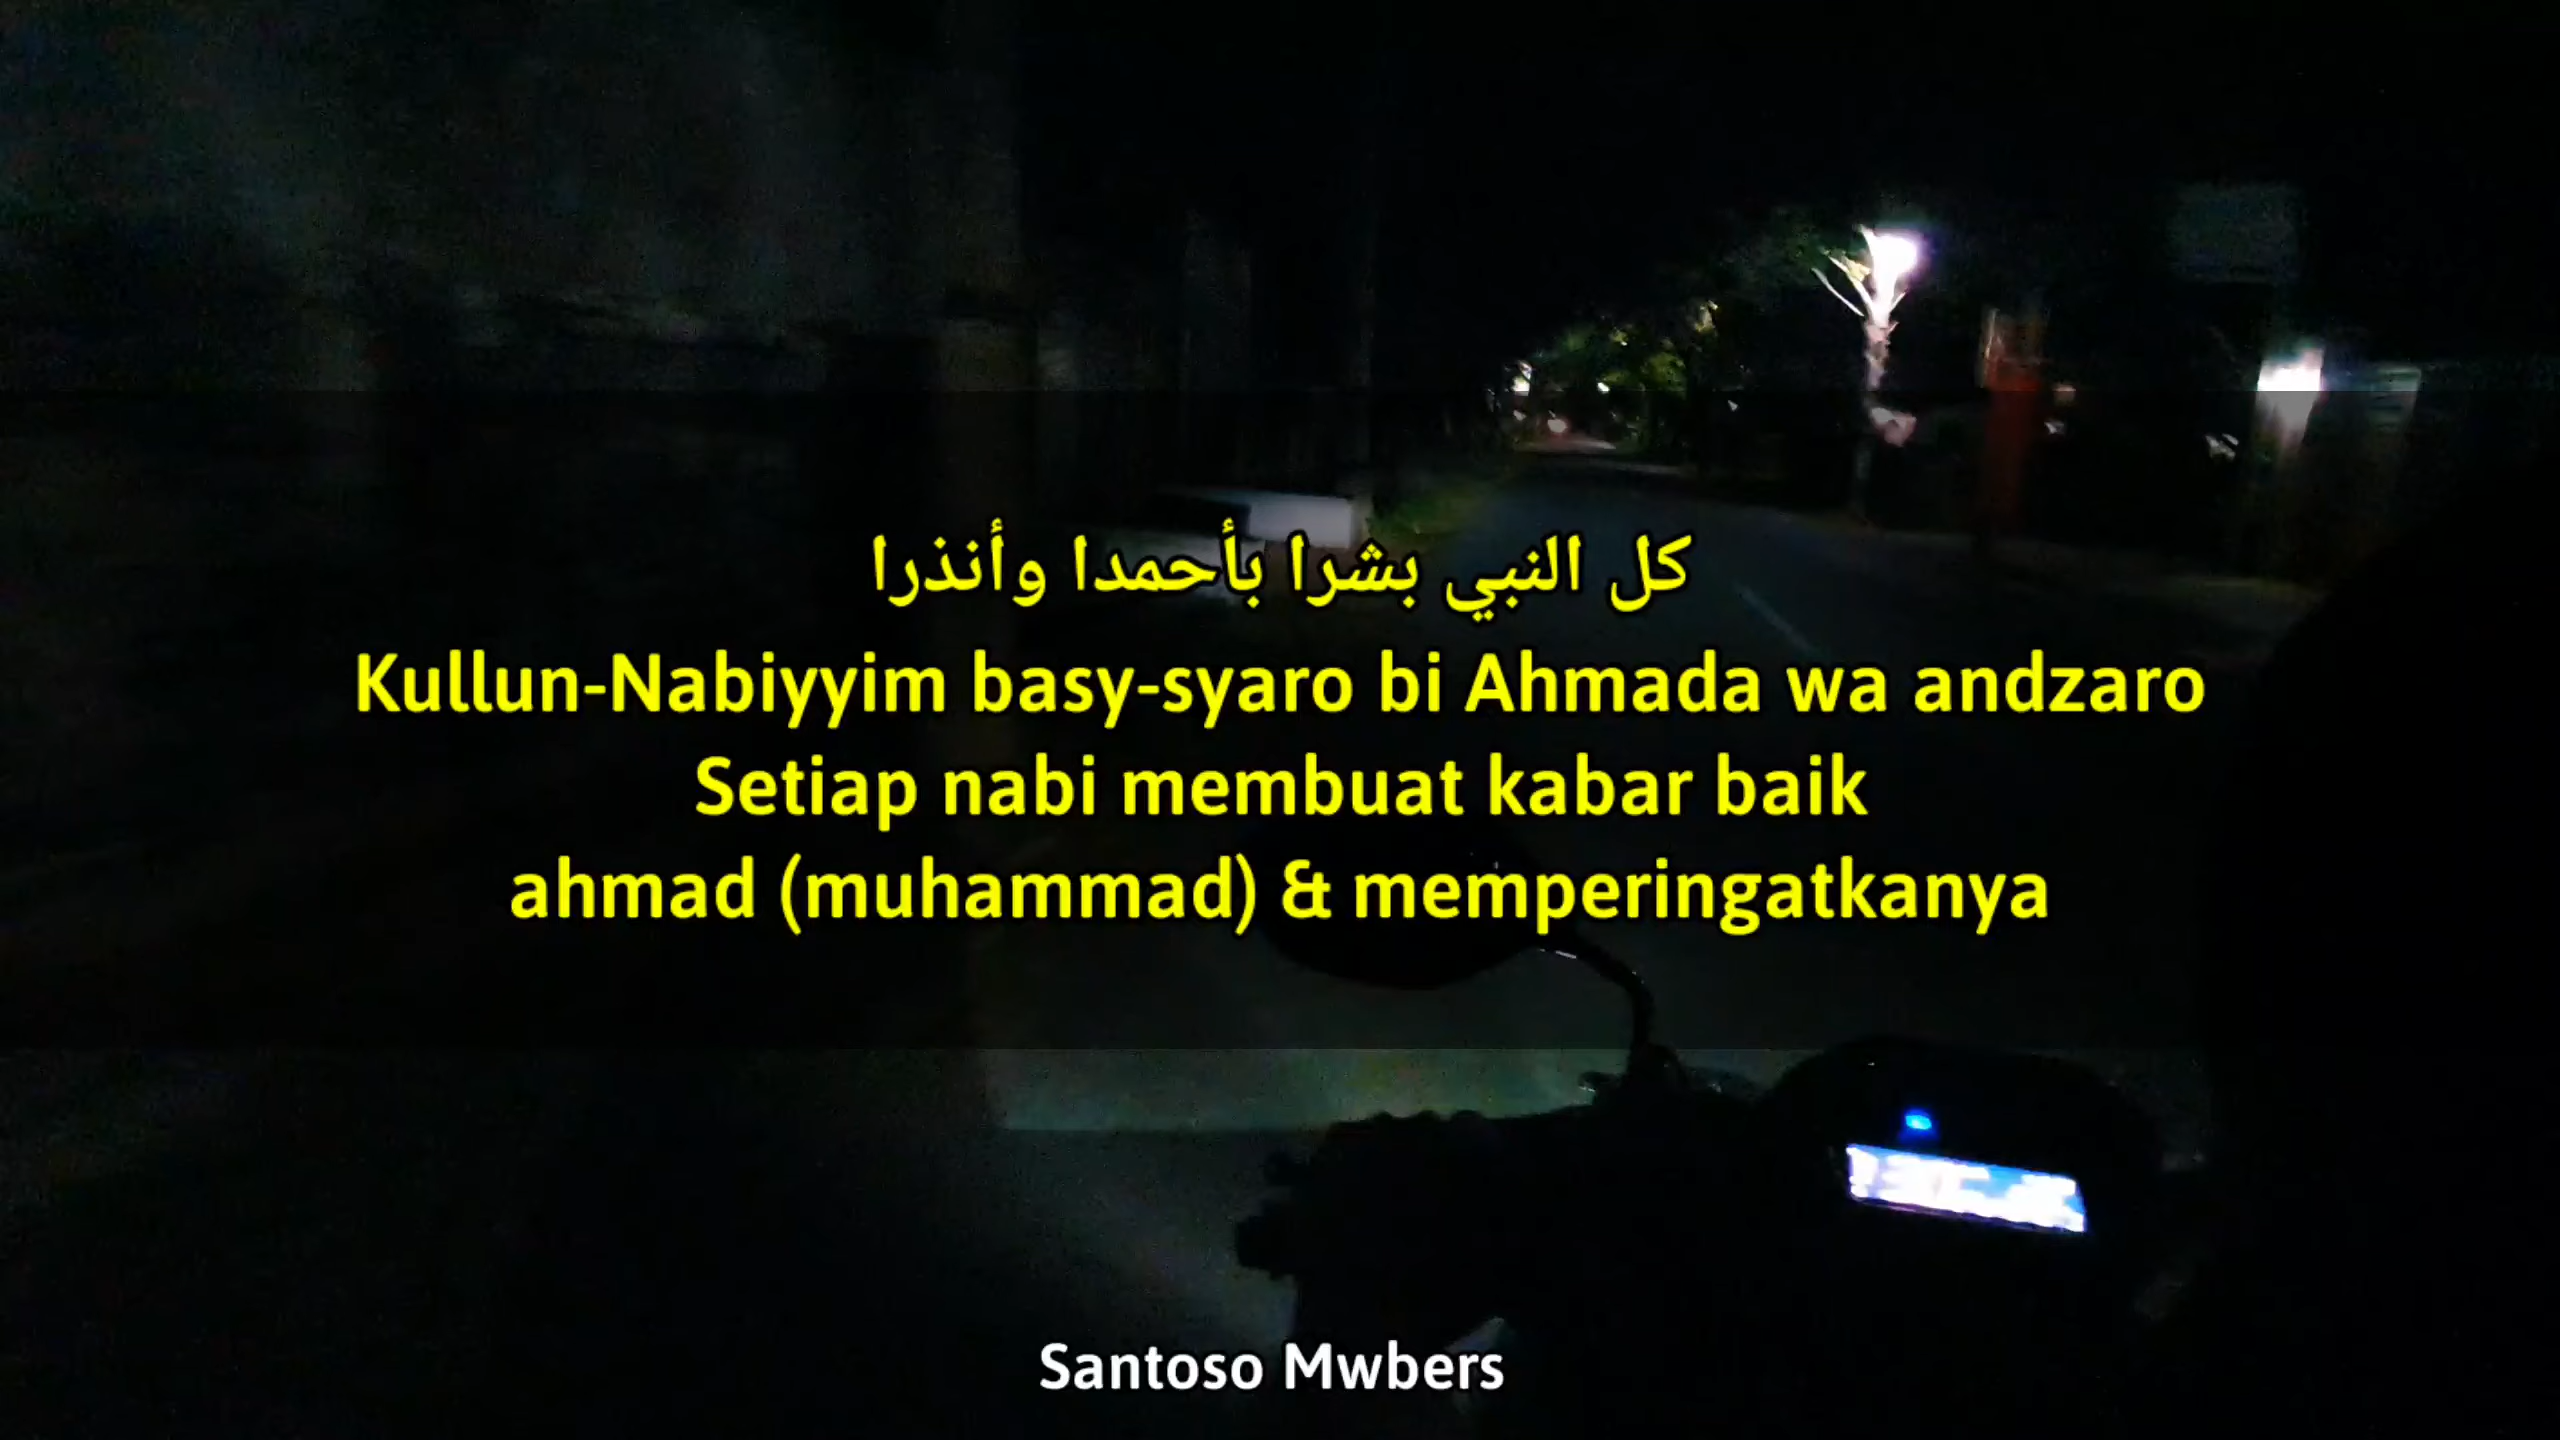 كل النبي بشرا بأحمدا وأنذرا
Kullun-Nabiyyim basy-syaro bi Ahmada wa andzaro
Setiap nabi membuat kabar baik
ahmad (muhammad) & memperingatkanya
Santoso Mwbers